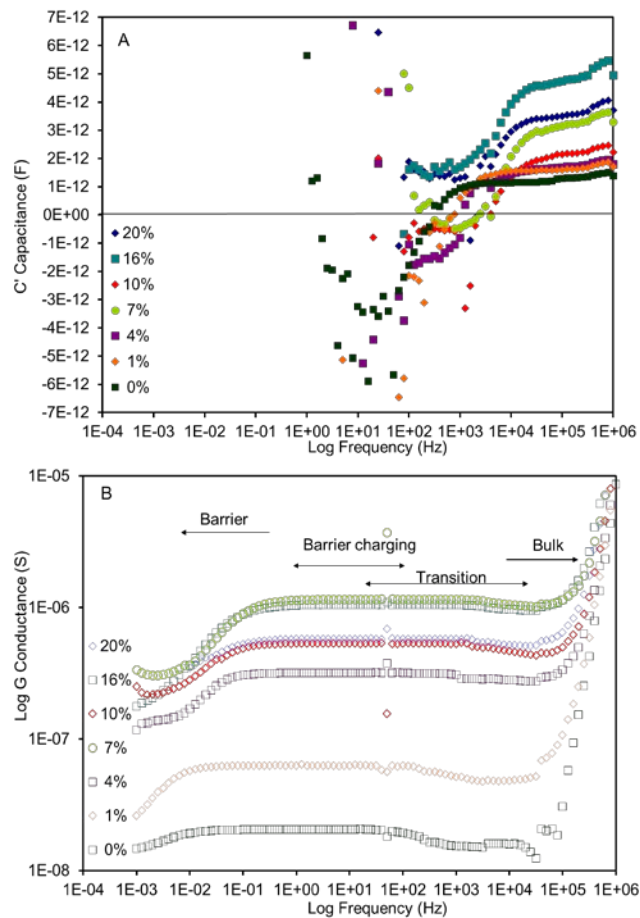 7E-12
A
6E-12
5E-12
4E-12
3E-12
2E-12
1E-12
0E+00
-1E-12
-2E-12
-3E-12
-4E-12
-5E-12
-6E-12
-7E-12
C' Capacitance (F)
20%
16%
10%
7%
4%
1%
0%
1E-04 1E-03 1E-02 1E-01 1E+00 1E+01 1E+02 1E+03 1E+04 1E+05 1E+06
Log Frequency (Hz)
1E-05
B
Barrier
Barrier charging
Bulk
Transition
1E-06
1E-07
1E-08
Log G Conductance (S)
20%
16%
10%
7%
4%
1%
0%
1E-04 1E-03 1E-02 1E-01 1E+00 1E+01 1E+02 1E+03 1E+04 1E+05 1E+06
Log Frequency (Hz)